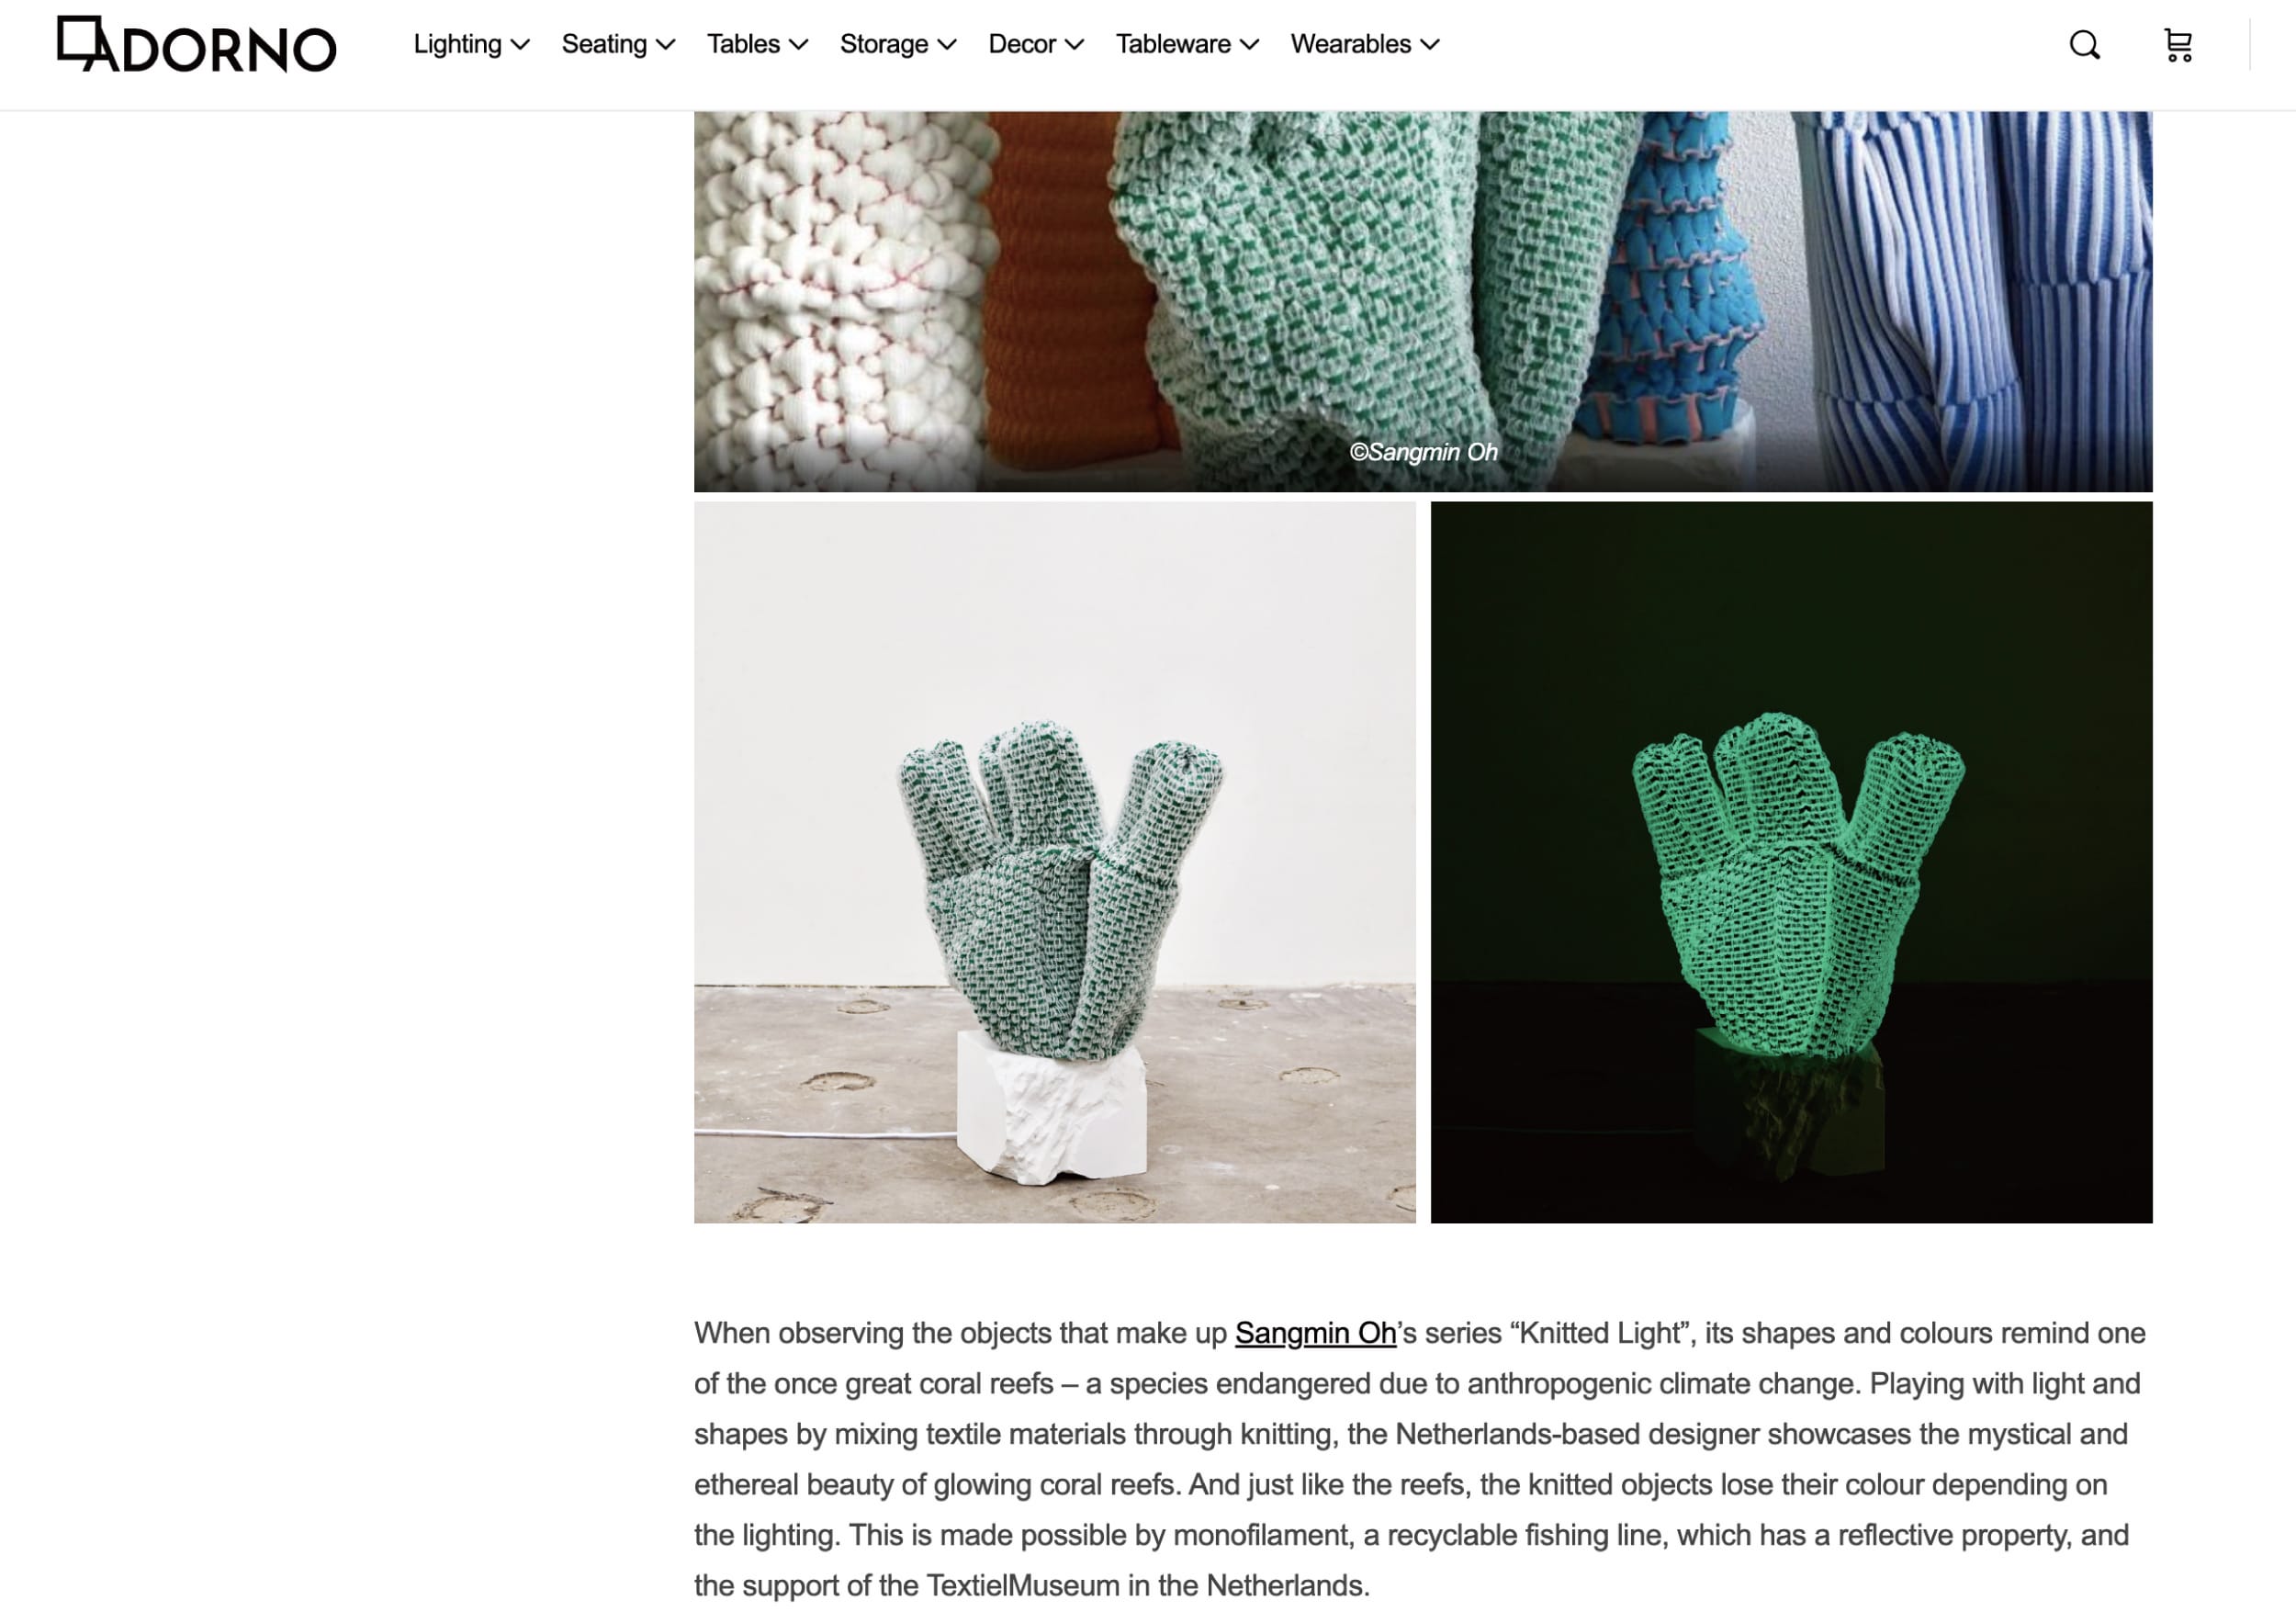 ADORNO
Lighting Seating Tables Storage Decor Tableware Wearables
©Sangmin Oh
When observing the objects that make up Sangmin Oh’s series “Knitted Light”, its shapes and colours remind one
of the once great coral reefs – a species endangered due to anthropogenic climate change. Playing with light and
shapes by mixing textile materials through knitting, the Netherlands-based designer showcases the mystical and
ethereal beauty of glowing coral reefs. And just like the reefs, the knitted objects lose their colour depending on
the lighting. This is made possible by monofilament, a recyclable fishing line, which has a reflective property, and
the support of the TextielMuseum in the Netherlands.